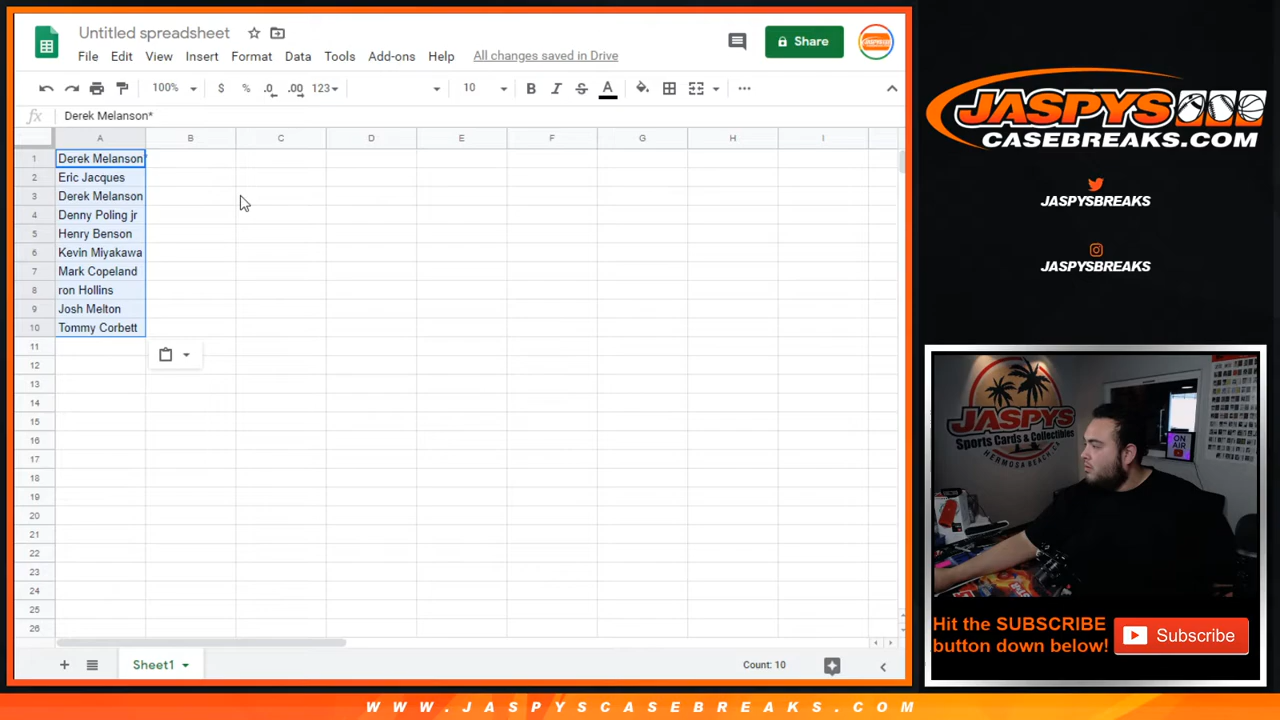 Untitled spreadsheet
File Edit View Insert Format Data Tools Add-ons Help All changes saved in Drive
Share
100% $ % .0 .00 123 10 B I S A
fx Derek Melanson*
A B C D E F G H I
1 Derek Melanson*
2 Eric Jacques
3 Derek Melanson
4 Denny Poling jr
5 Henry Benson
6 Kevin Miyakawa
7 Mark Copeland
8 ron Hollins
9 Josh Melton
10 Tommy Corbett
11
12
13
14
15
16
17
18
19
20
21
22
23
24
25
26
Sheet1
Count: 10
JASPYS
CASEBREAKS.COM
JASPYSBREAKS
JASPYSBREAKS
JASPYS
Sports Cards & Collectibles
HERMOSA BEACH, CA
ON
AIR
Hit the SUBSCRIBE
button down below!
Subscribe
WWW.JASPYSCASEBREAKS.COM